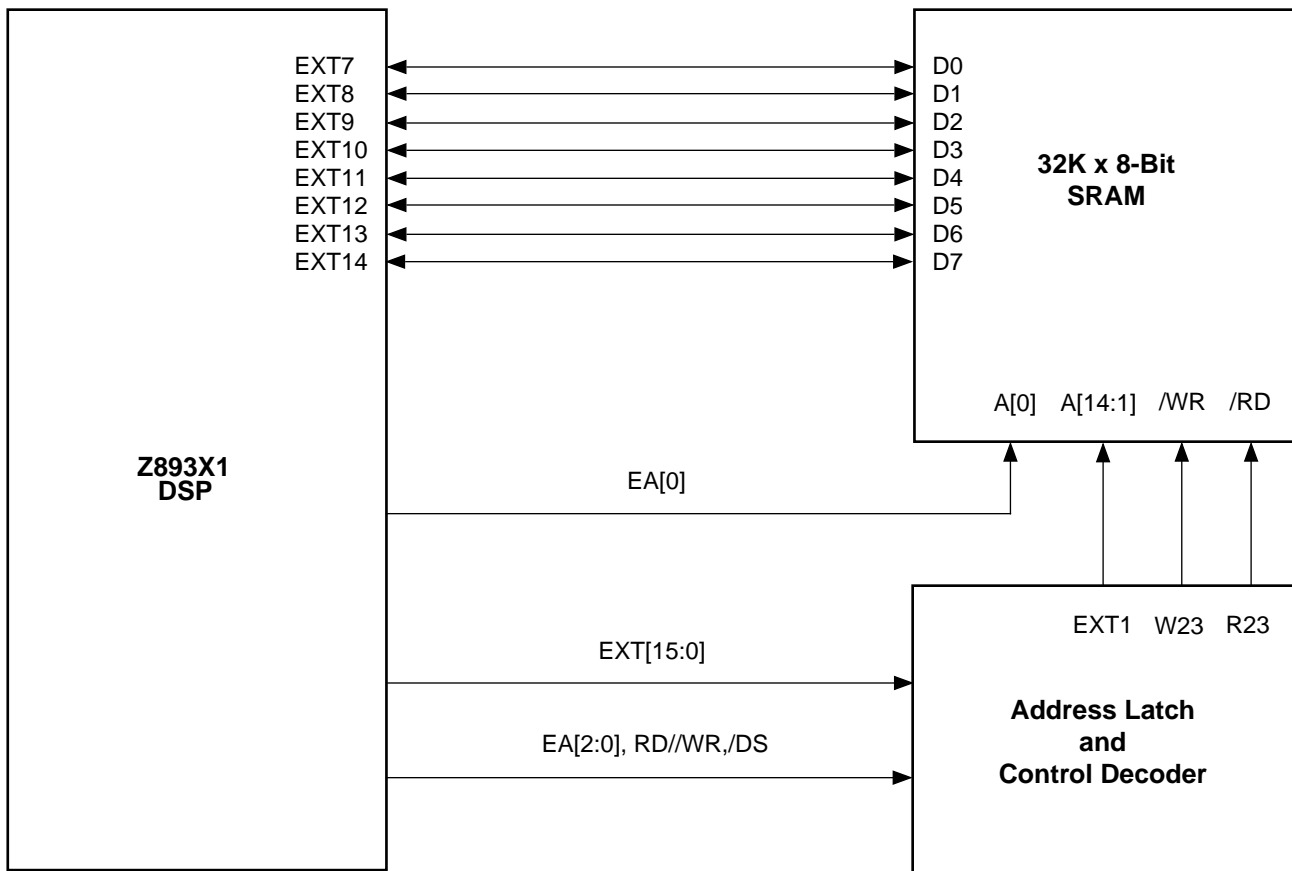 EXT7 D0
EXT8 D1
EXT9 D2
EXT10 D3
EXT11 D4
EXT12 D5
EXT13 D6
EXT14 D7
32K x 8-Bit
SRAM
A[0] A[14:1] /WR /RD
Z893X1
DSP
EA[0]
EXT1 W23 R23
EXT[15:0]
EA[2:0], RD//WR,/DS
Address Latch
and
Control Decoder